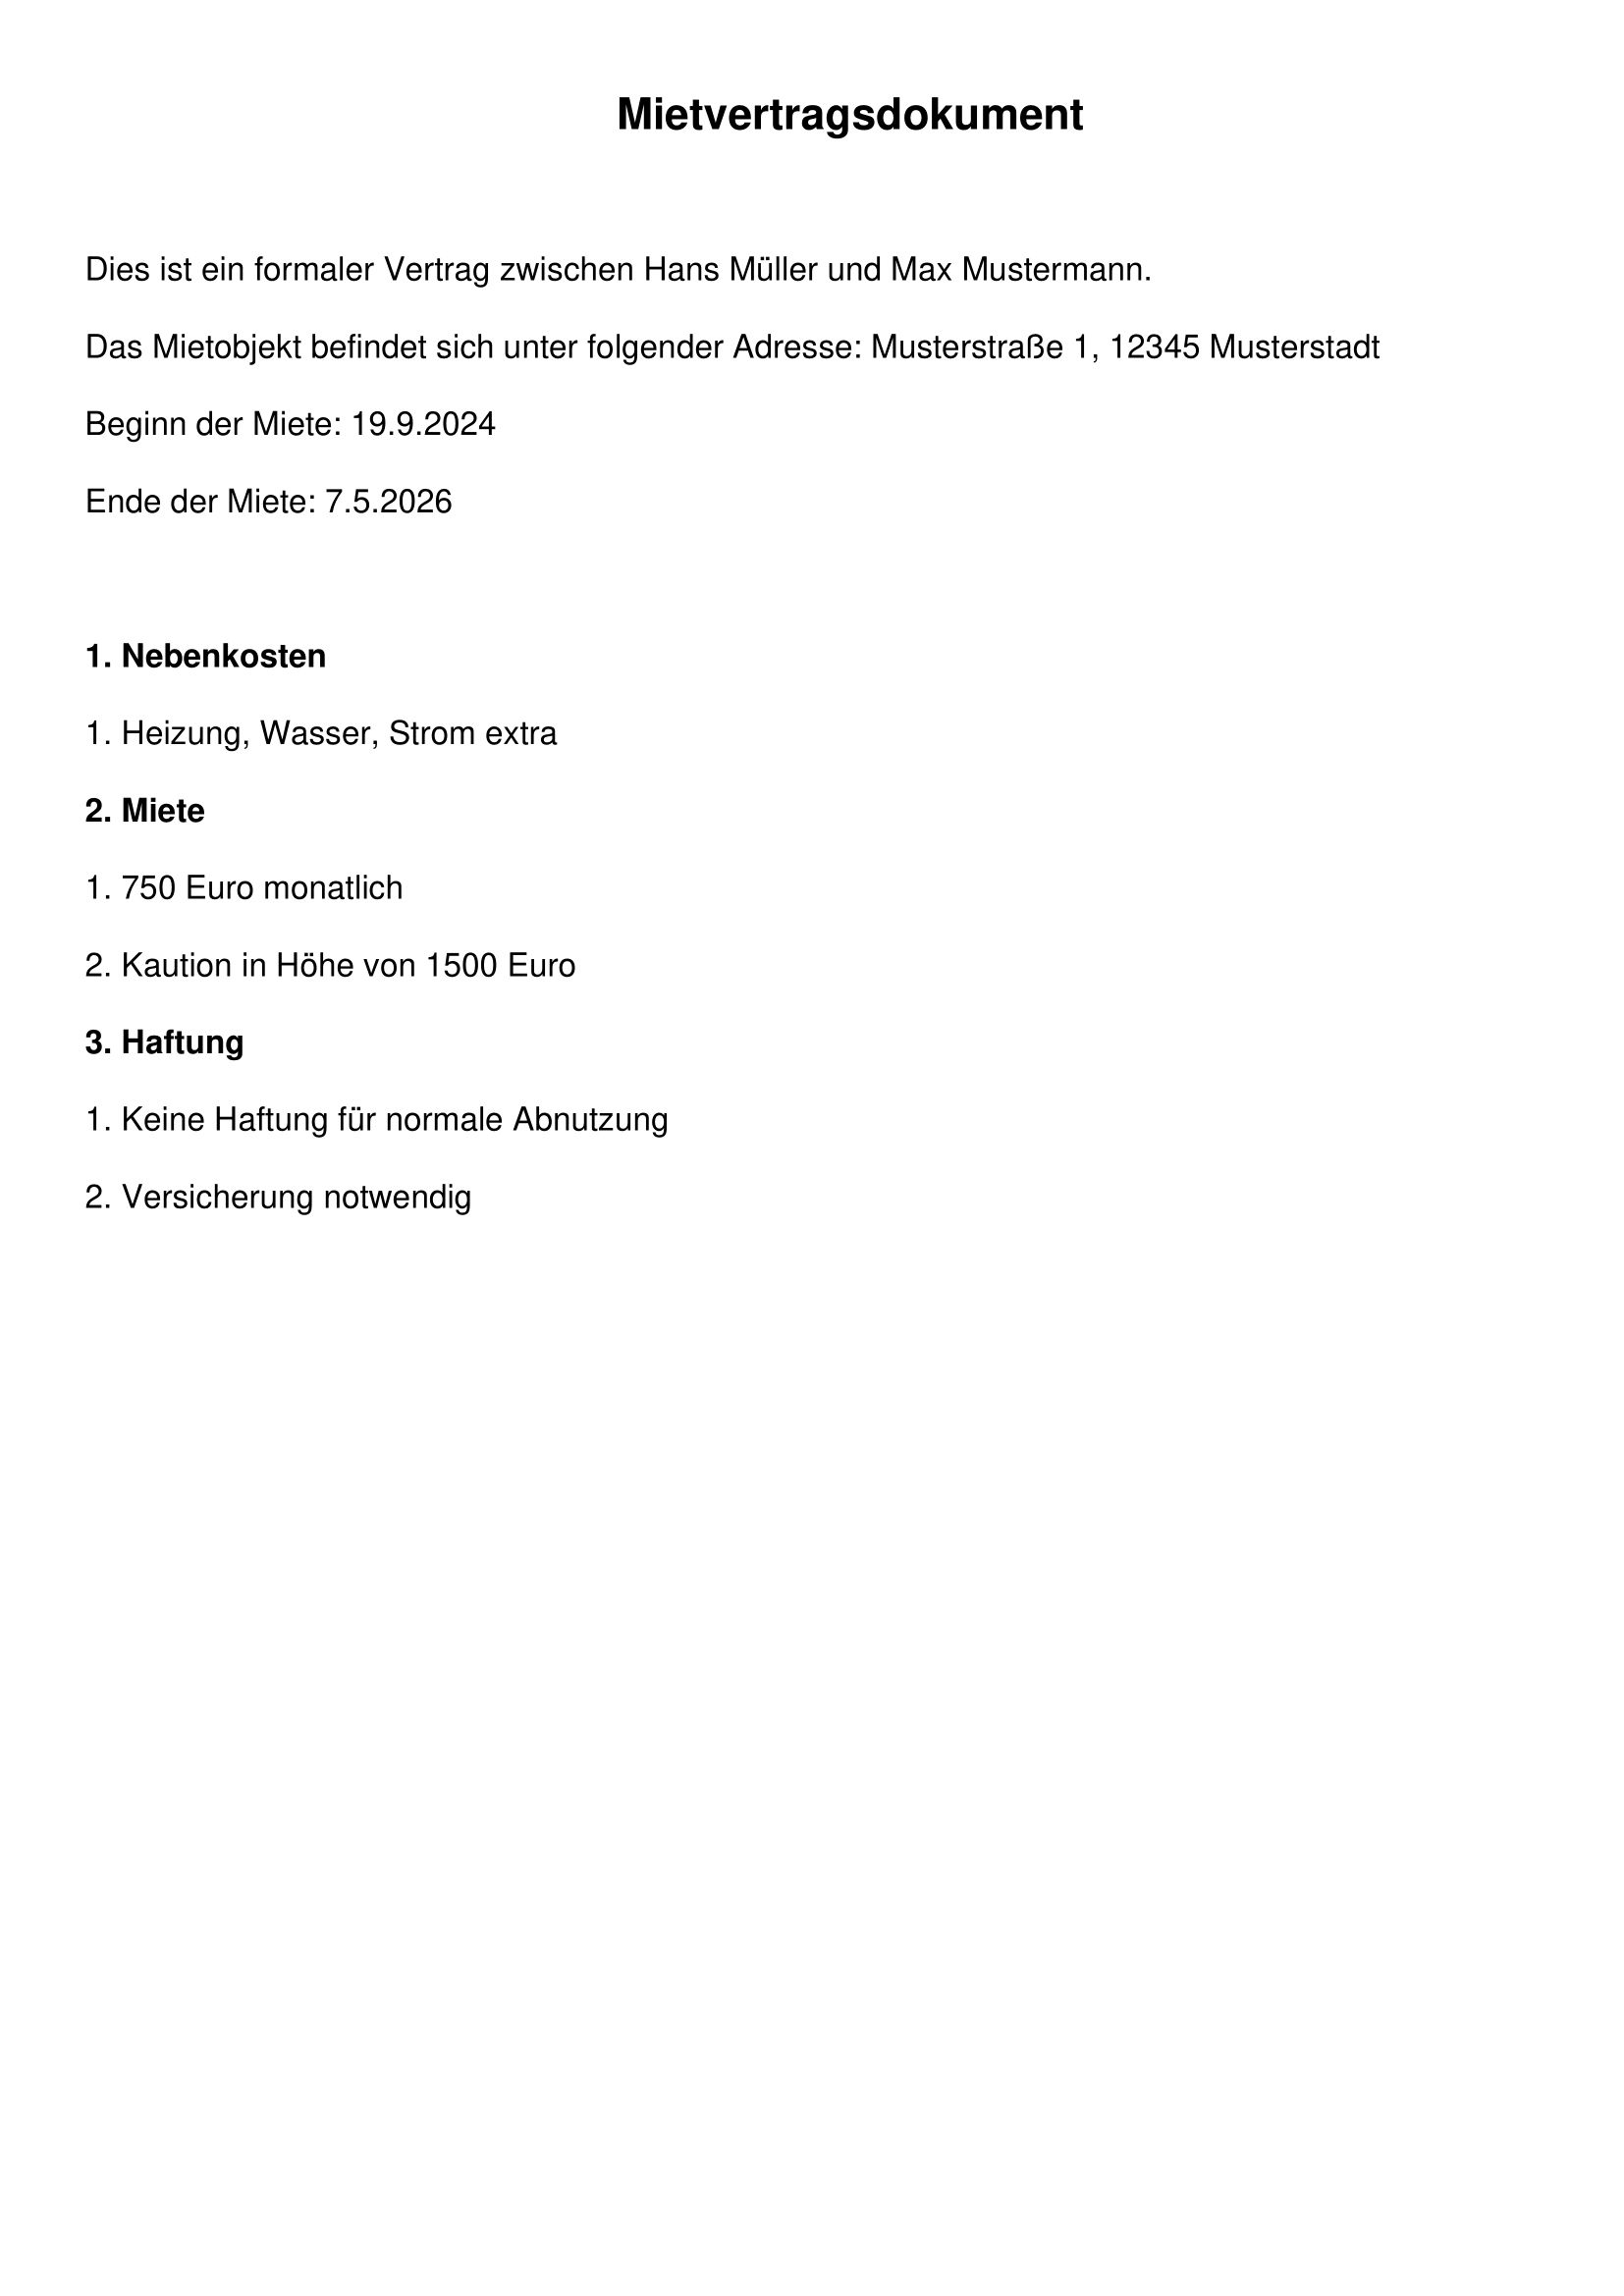 Mietvertragsdokument
Dies ist ein formaler Vertrag zwischen Hans Müller und Max Mustermann.
Das Mietobjekt befindet sich unter folgender Adresse: Musterstraße 1, 12345 Musterstadt
Beginn der Miete: 19.9.2024
Ende der Miete: 7.5.2026
1. Nebenkosten
1. Heizung, Wasser, Strom extra
2. Miete
1. 750 Euro monatlich
2. Kaution in Höhe von 1500 Euro
3. Haftung
1. Keine Haftung für normale Abnutzung
2. Versicherung notwendig